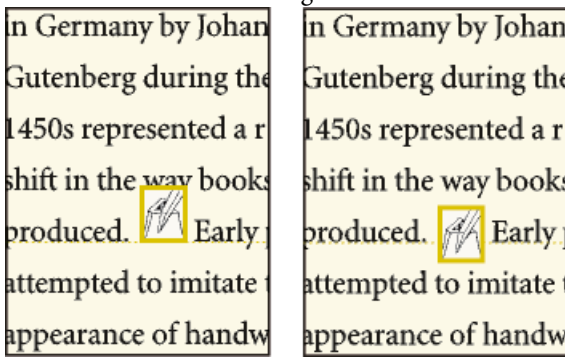 in Germany by Johan
Gutenberg during the
1450s represented a r
shift in the way books
produced. Early
attempted to imitate
appearance of handw
in Germany by Johan
Gutenberg during the
1450s represented a r
shift in the way books
produced. Early
attempted to imitate
appearance of handw